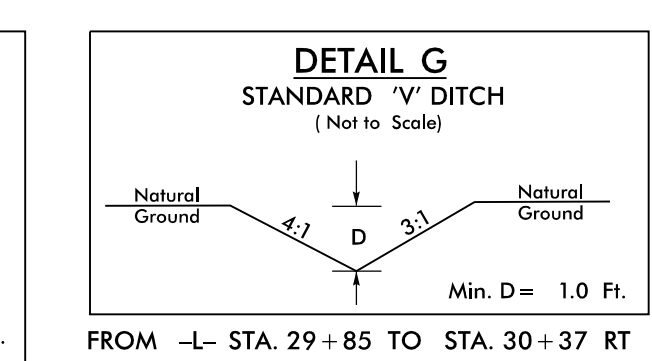 DETAIL G
STANDARD 'V' DITCH
( Not to Scale)
Natural
Ground
4:1
D
3:1
Natural
Ground
Min. D = 1.0 Ft.
FROM -L- STA. 29+85 TO STA. 30+37 RT